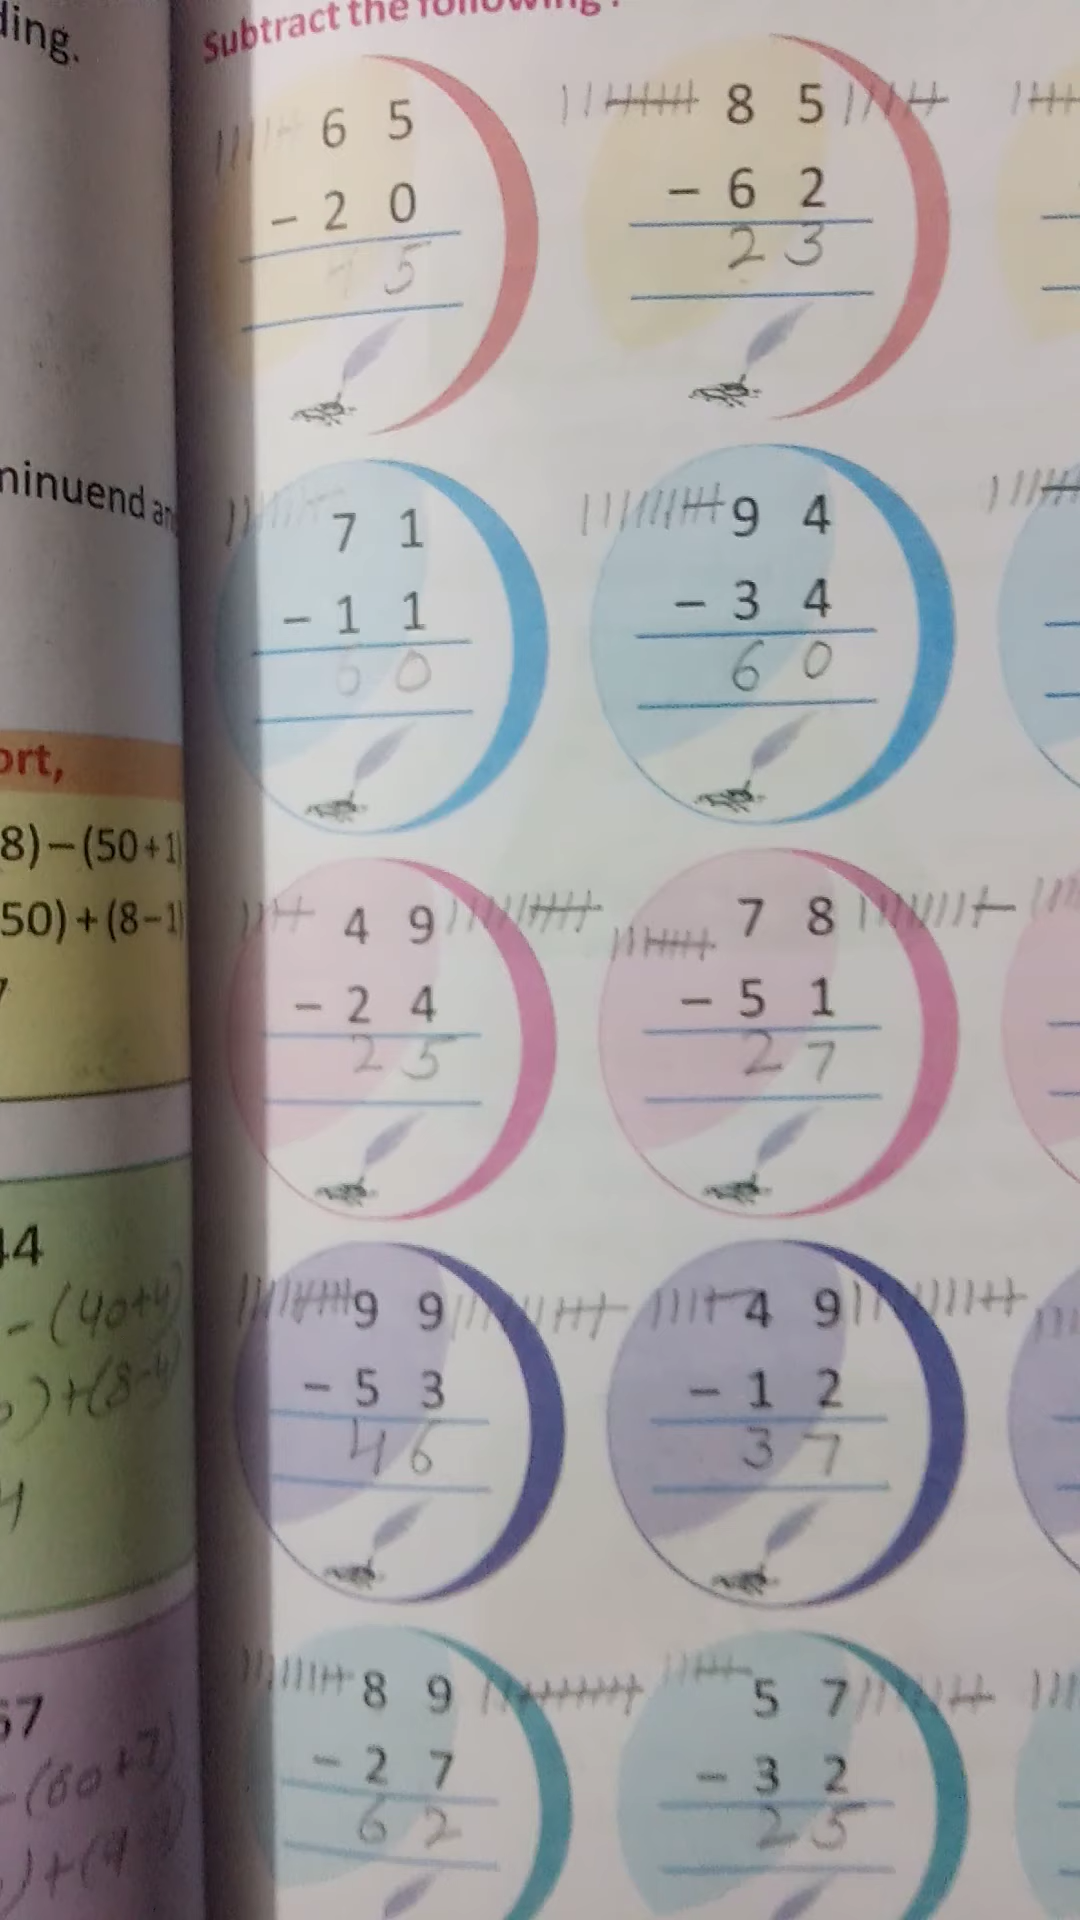 ding.
Subtract the following :
6 5   8 5
- 2 0   - 6 2
4 5   2 3
minuend an
7 1   9 4
- 1 1   - 3 4
6 0   6 0
ort,
8)-(50+1)
50)+(8-1)
7
4 9   7 8
- 2 4   - 5 1
2 5   2 7
44
-(40+4)
)+(8-4)
4
9 9   4 9
- 5 3   - 1 2
4 6   3 7
67
-(60+7)
8 9   5 7
- 2 7   - 3 2
6 2   2 5